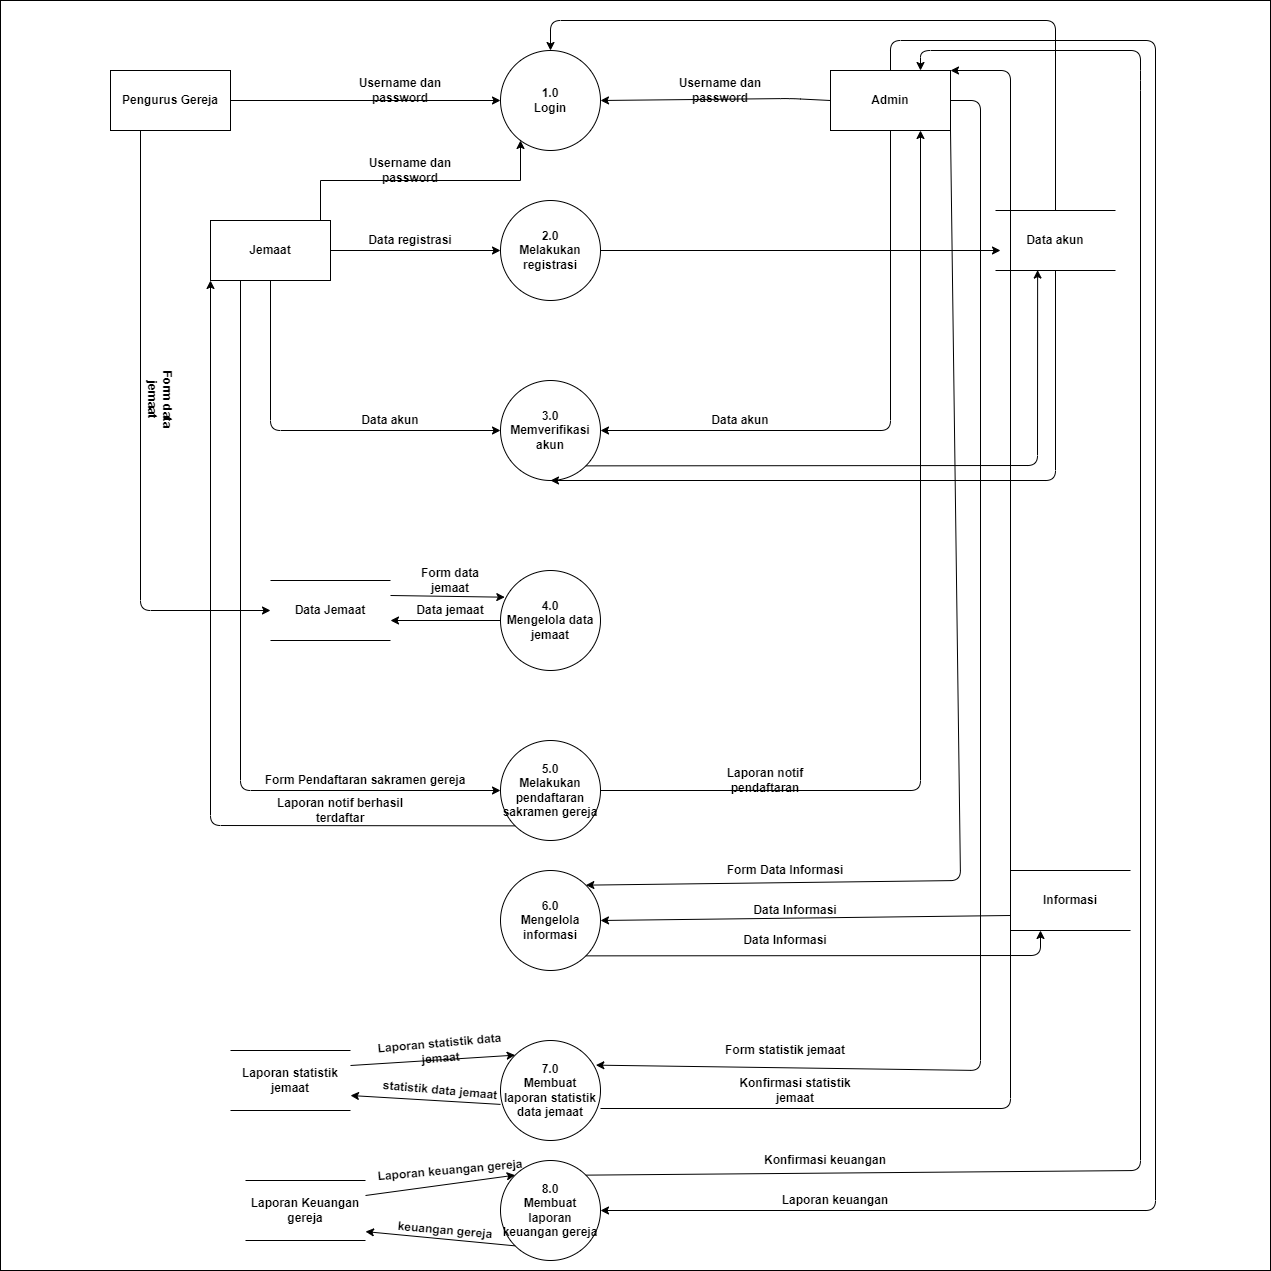 Pengurus Gereja
Username dan
password
1.0
Login
Username dan
password
Admin
Username dan
password
Jemaat
Data registrasi
2.0
Melakukan
registrasi
Data akun
Form data
jemaat
Data akun
3.0
Memverifikasi
akun
Data akun
Data Jemaat
Form data
jemaat
Data jemaat
4.0
Mengelola data
jemaat
Form Pendaftaran sakramen gereja
Laporan notif berhasil
terdaftar
5.0
Melakukan
pendaftaran
sakramen gereja
Laporan notif
pendaftaran
6.0
Mengelola
informasi
Form Data Informasi
Data Informasi
Data Informasi
Informasi
Laporan statistik
jemaat
Laporan statistik data
jemaat
statistik data jemaat
7.0
Membuat
laporan statistik
data jemaat
Form statistik jemaat
Konfirmasi statistik
jemaat
Laporan Keuangan
gereja
Laporan keuangan gereja
keuangan gereja
8.0
Membuat
laporan
keuangan gereja
Konfirmasi keuangan
Laporan keuangan